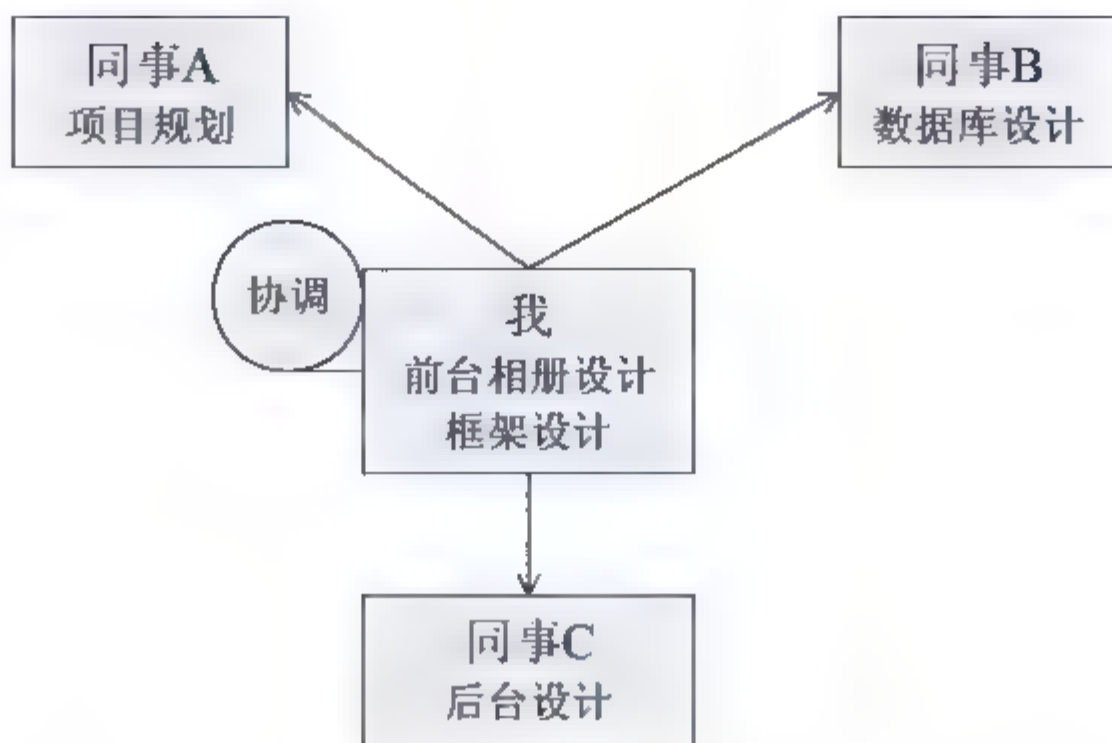 同事A
项目规划
同事B
数据库设计
协调
我
前台相册设计
框架设计
同事C
后台设计